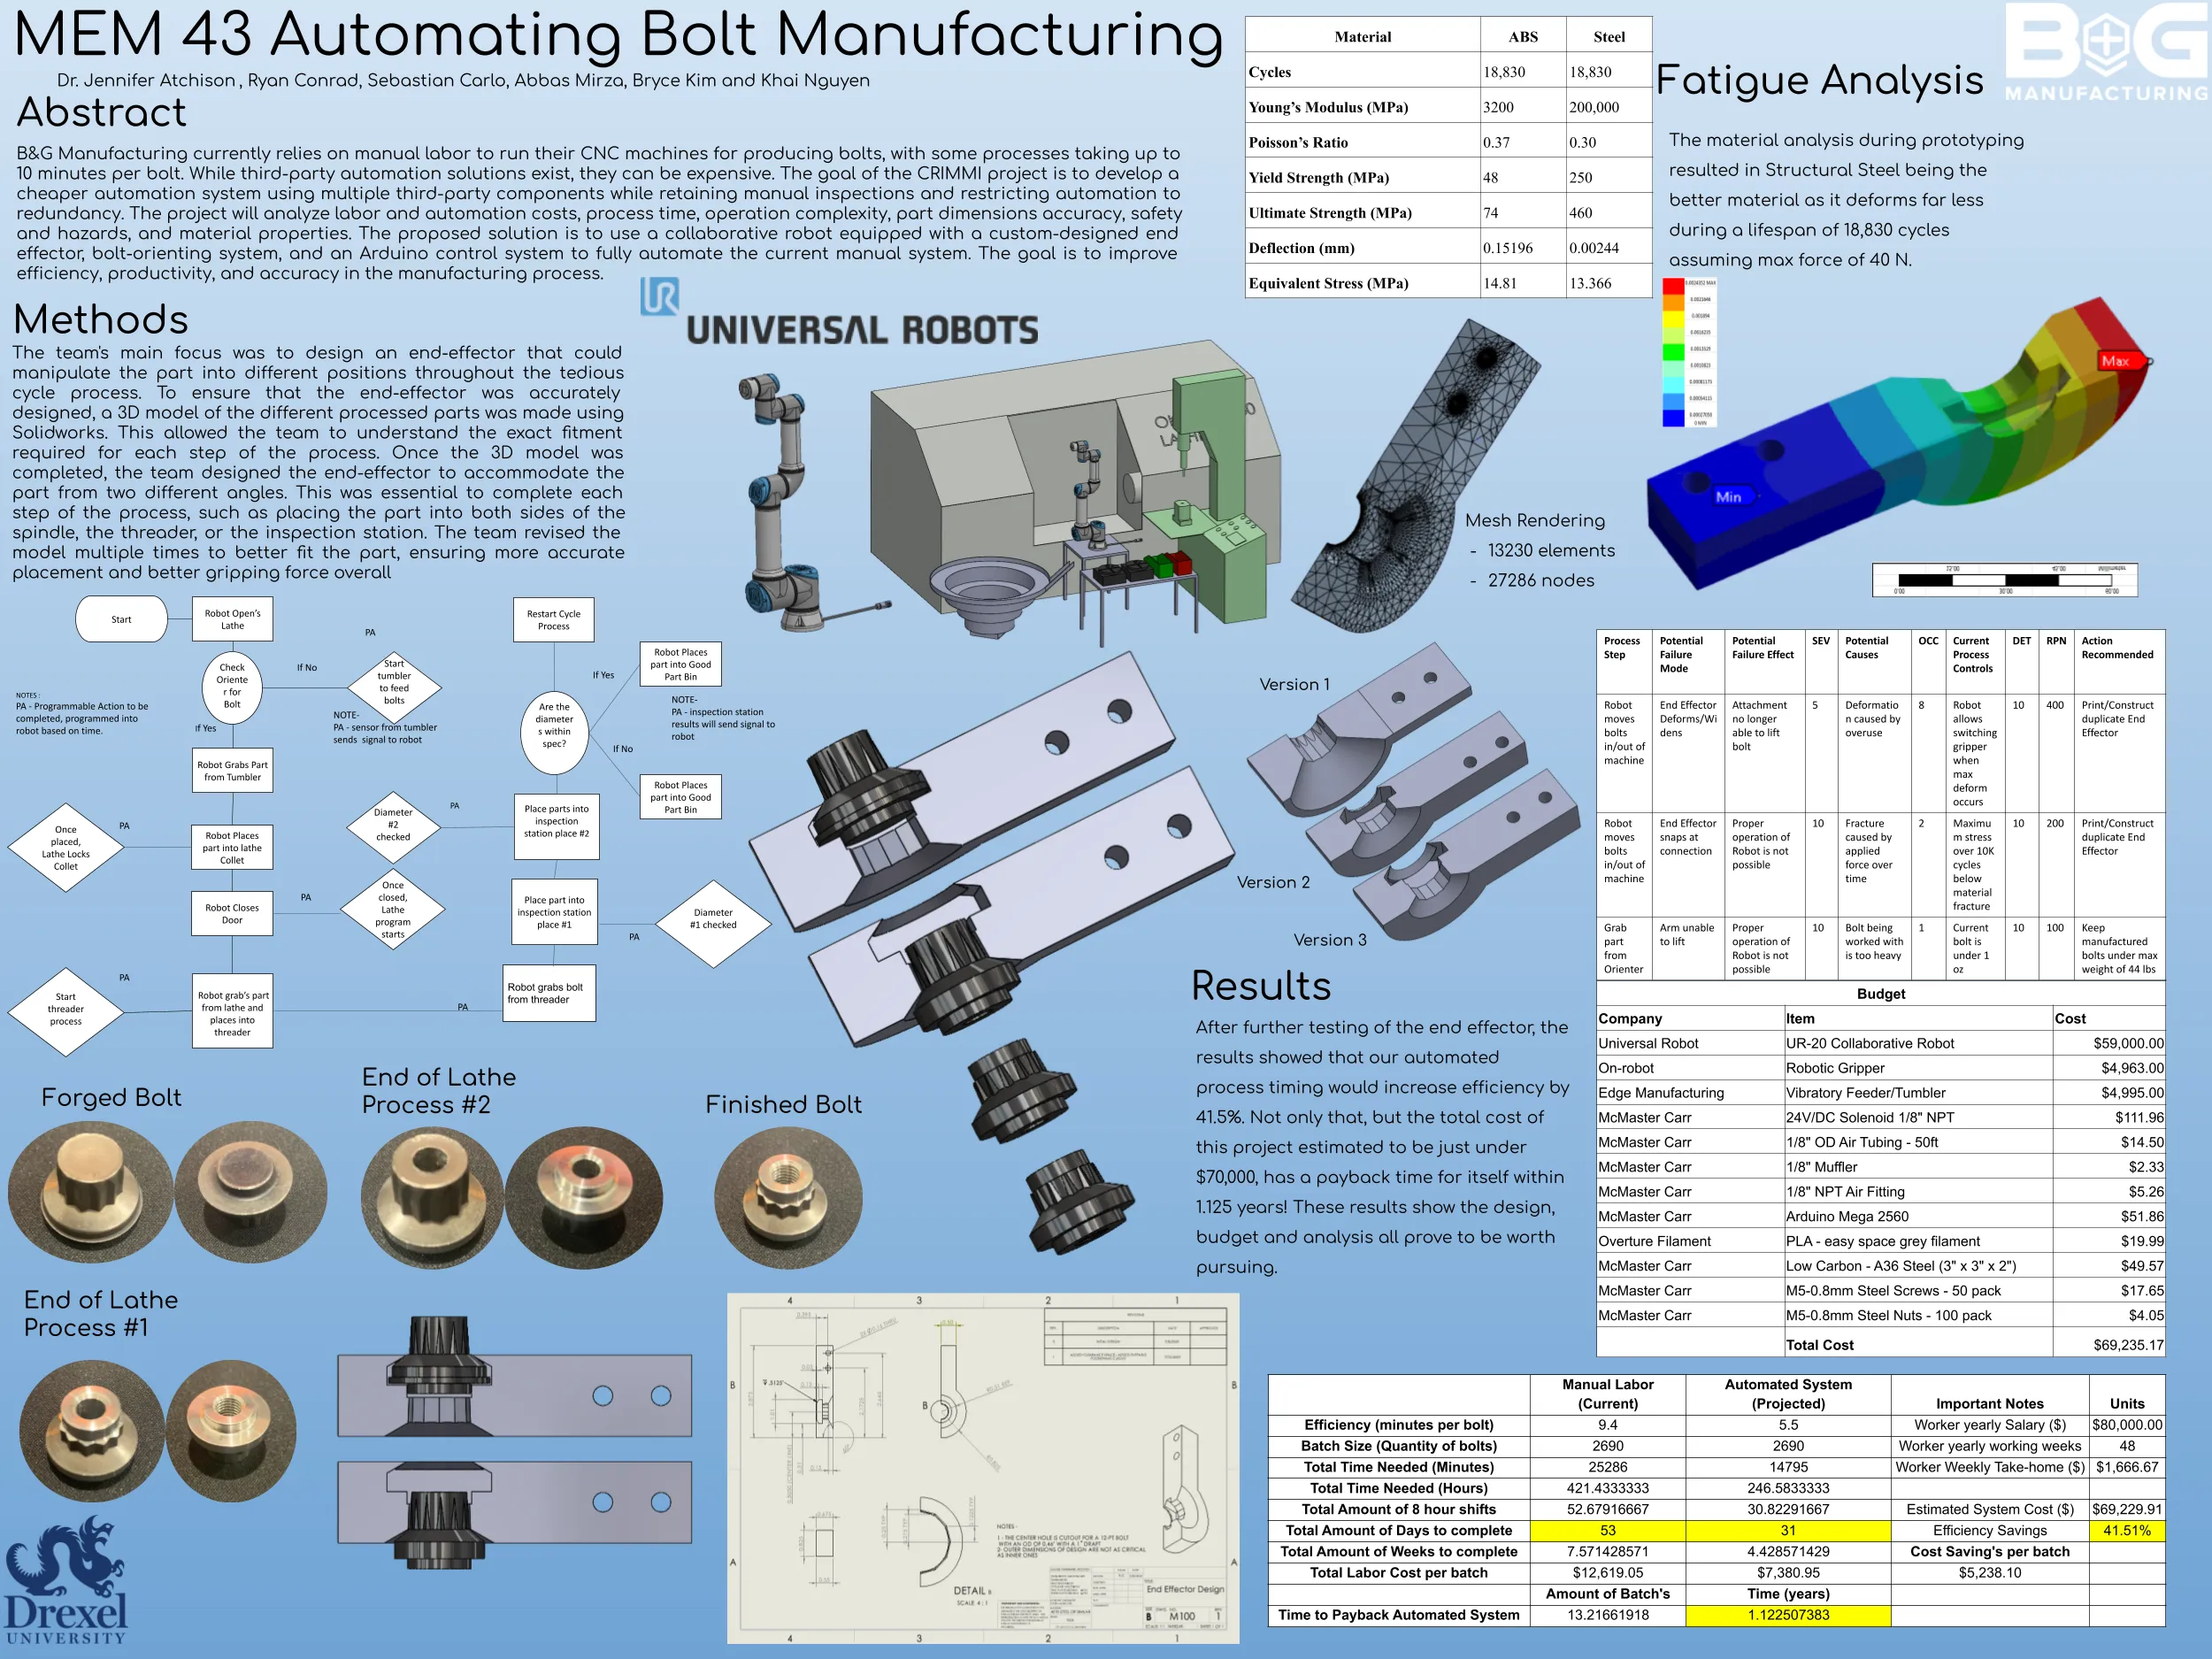 MEM 43 Automating Bolt Manufacturing
Dr. Jennifer Atchison, Ryan Conrad, Sebastian Carlo, Abbas Mirza, Bryce Kim and Khai Nguyen
Abstract
B&G Manufacturing currently relies on manual labor to run their CNC machines for producing bolts, with some processes taking up to
10 minutes per bolt. While third-party automation solutions exist, they can be expensive. The goal of the CRIMMI project is to develop a
cheaper automation system using multiple third-party components while retaining manual inspections and restricting automation to
redundancy. The project will analyze labor and automation costs, process time, operation complexity, part dimensions accuracy, safety
and hazards, and material properties. The proposed solution is to use a collaborative robot equipped with a custom-designed end
effector, bolt-orienting system, and an Arduino control system to fully automate the current manual system. The goal is to improve
efficiency, productivity, and accuracy in the manufacturing process.
Methods
The team's main focus was to design an end-effector that could
manipulate the part into different positions throughout the tedious
cycle process. To ensure that the end-effector was accurately
designed, a 3D model of the different processed parts was made using
Solidworks. This allowed the team to understand the exact fitment
required for each step of the process. Once the 3D model was
completed, the team designed the end-effector to accommodate the
part from two different angles. This was essential to complete each
step of the process, such as placing the part into both sides of the
spindle, the threader, or the inspection station. The team revised the
model multiple times to better fit the part, ensuring more accurate
placement and better gripping force overall
UR
UNIVERSAL ROBOTS
Material ABS Steel
Cycles 18,830 18,830
Young's Modulus (MPa) 3200 200,000
Poisson's Ratio 0.37 0.30
Yield Strength (MPa) 48 250
Ultimate Strength (MPa) 74 460
Deflection (mm) 0.15196 0.00244
Equivalent Stress (MPa) 14.81 13.366
Fatigue Analysis
B G
MANUFACTURING
The material analysis during prototyping
resulted in Structural Steel being the
better material as it deforms far less
during a lifespan of 18,830 cycles
assuming max force of 40 N.
Max
Min
Mesh Rendering
- 13230 elements
- 27286 nodes
Start
Robot Open's
Lathe
Check
Oriente
r for
Bolt
If No
PA
Start
tumbler
to feed
bolts
NOTES :
PA - Programmable Action to be
completed, programmed into
robot based on time.
If Yes
NOTE-
PA - sensor from tumbler
sends signal to robot
Robot Grabs Part
from Tumbler
Once
placed,
Lathe Locks
Collet
PA
Robot Places
part into lathe
Collet
Robot Closes
Door
PA
Once
closed,
Lathe
program
starts
Start
threader
process
PA
Robot grab's part
from lathe and
places into
threader
PA
Robot grabs bolt
from threader
Place part into
inspection station
place #1
PA
Diameter
#1 checked
Place parts into
inspection
station place #2
PA
Diameter
#2
checked
Are the
diameter
s within
spec?
If Yes
Robot Places
part into Good
Part Bin
NOTE-
PA - inspection station
results will send signal to
robot
If No
Robot Places
part into Good
Part Bin
Restart Cycle
Process
Version 1
Version 2
Version 3
Process Step Potential Failure Mode Potential Failure Effect SEV Potential Causes OCC Current Process Controls DET RPN Action Recommended
Robot moves bolts in/out of machine End Effector Deforms/Widens Attachment no longer able to lift bolt 5 Deformation caused by overuse 8 Robot allows switching gripper when max deform occurs 10 400 Print/Construct duplicate End Effector
Robot moves bolts in/out of machine End Effector snaps at connection Proper operation of Robot is not possible 10 Fracture caused by applied force over time 2 Maximum stress over 10K cycles below material fracture 10 200 Print/Construct duplicate End Effector
Grab part from Orienter Arm unable to lift Proper operation of Robot is not possible 10 Bolt being worked with is too heavy 1 Current bolt is under 1 oz 10 100 Keep manufactured bolts under max weight of 44 lbs
Budget
Company Item Cost
Universal Robot UR-20 Collaborative Robot $59,000.00
On-robot Robotic Gripper $4,963.00
Edge Manufacturing Vibratory Feeder/Tumbler $4,995.00
McMaster Carr 24V/DC Solenoid 1/8" NPT $111.96
McMaster Carr 1/8" OD Air Tubing - 50ft $14.50
McMaster Carr 1/8" Muffler $2.33
McMaster Carr 1/8" NPT Air Fitting $5.26
McMaster Carr Arduino Mega 2560 $51.86
Overture Filament PLA - easy space grey filament $19.99
McMaster Carr Low Carbon - A36 Steel (3" x 3" x 2") $49.57
McMaster Carr M5-0.8mm Steel Screws - 50 pack $17.65
McMaster Carr M5-0.8mm Steel Nuts - 100 pack $4.05
Total Cost $69,235.17
Results
After further testing of the end effector, the
results showed that our automated
process timing would increase efficiency by
41.5%. Not only that, but the total cost of
this project estimated to be just under
$70,000, has a payback time for itself within
1.125 years! These results show the design,
budget and analysis all prove to be worth
pursuing.
Forged Bolt
End of Lathe
Process #2
Finished Bolt
End of Lathe
Process #1
Drexel
UNIVERSITY
4 3 2 1
B
A
NOTES -
1 - THE CENTER HOLE IS CUTOUT FOR A 12-PT BOLT
DETAIL B
SCALE 4 : 1
End Effector Design
B M100 1
4 3 2 1
Manual Labor (Current) Automated System (Projected) Important Notes Units
Efficiency (minutes per bolt) 9.4 5.5 Worker yearly Salary ($) $80,000.00
Batch Size (Quantity of bolts) 2690 2690 Worker yearly working weeks 48
Total Time Needed (Minutes) 25286 14795 Worker Weekly Take-home ($) $1,666.67
Total Time Needed (Hours) 421.4333333 246.5833333
Total Amount of 8 hour shifts 52.67916667 30.82291667 Estimated System Cost ($) $69,229.91
Total Amount of Days to complete 53 31 Efficiency Savings 41.51%
Total Amount of Weeks to complete 7.571428571 4.428571429 Cost Saving's per batch
Total Labor Cost per batch $12,619.05 $7,380.95 $5,238.10
Amount of Batch's Time (years)
Time to Payback Automated System 13.21661918 1.122507383